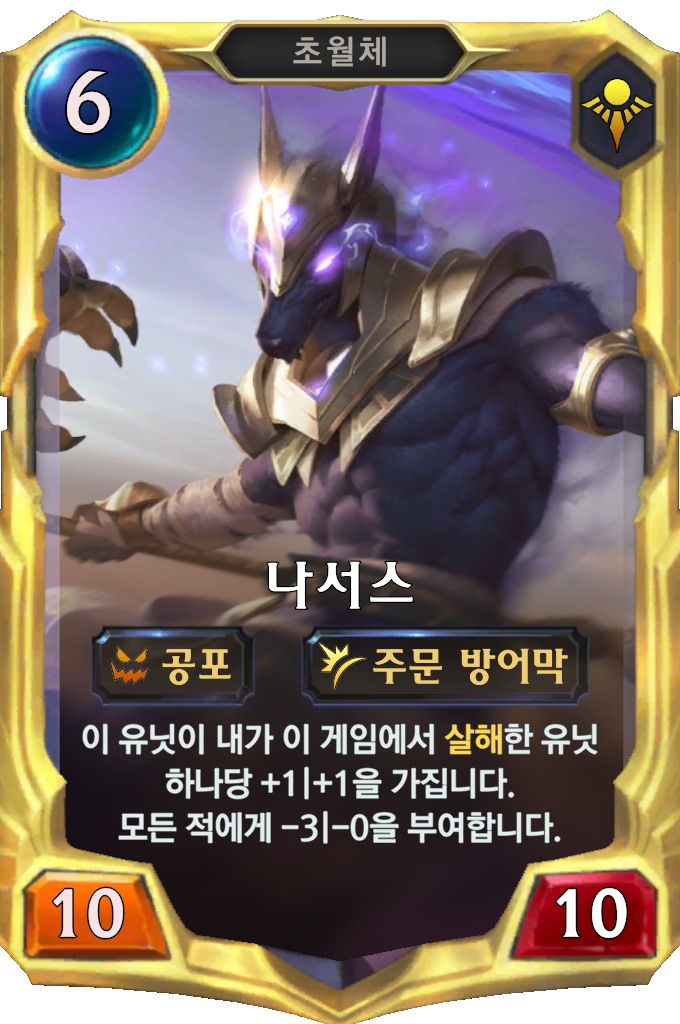 초월체
6
나서스
공포
주문 방어막
이 유닛이 내가 이 게임에서 살해한 유닛
하나당 +1|+1을 가집니다.
모든 적에게 -3|-0을 부여합니다.
10
10